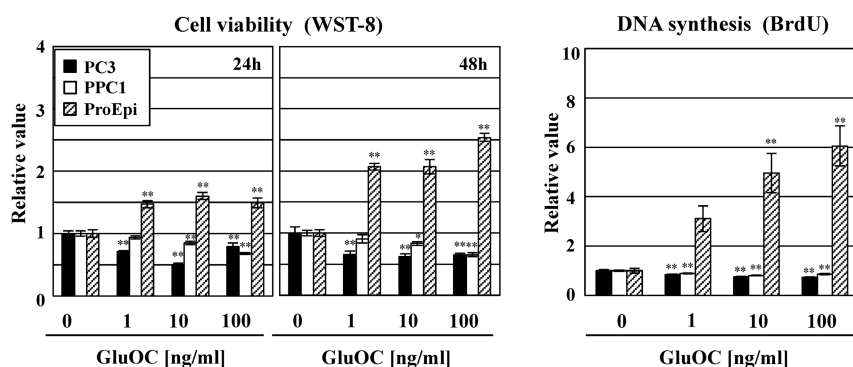 Cell viability (WST-8)
DNA synthesis (BrdU)
4
3
2
1
0
Relative value
PC3
PPC1
ProEpi
24h
48h
** ** ** ** ** ** ** **
** ** ** * ** **** **
0 1 10 100
0 1 10 100
GluOC [ng/ml]
GluOC [ng/ml]
10
8
6
4
2
0
Relative value
** ** ** ** ** ** ** **
0 1 10 100
GluOC [ng/ml]